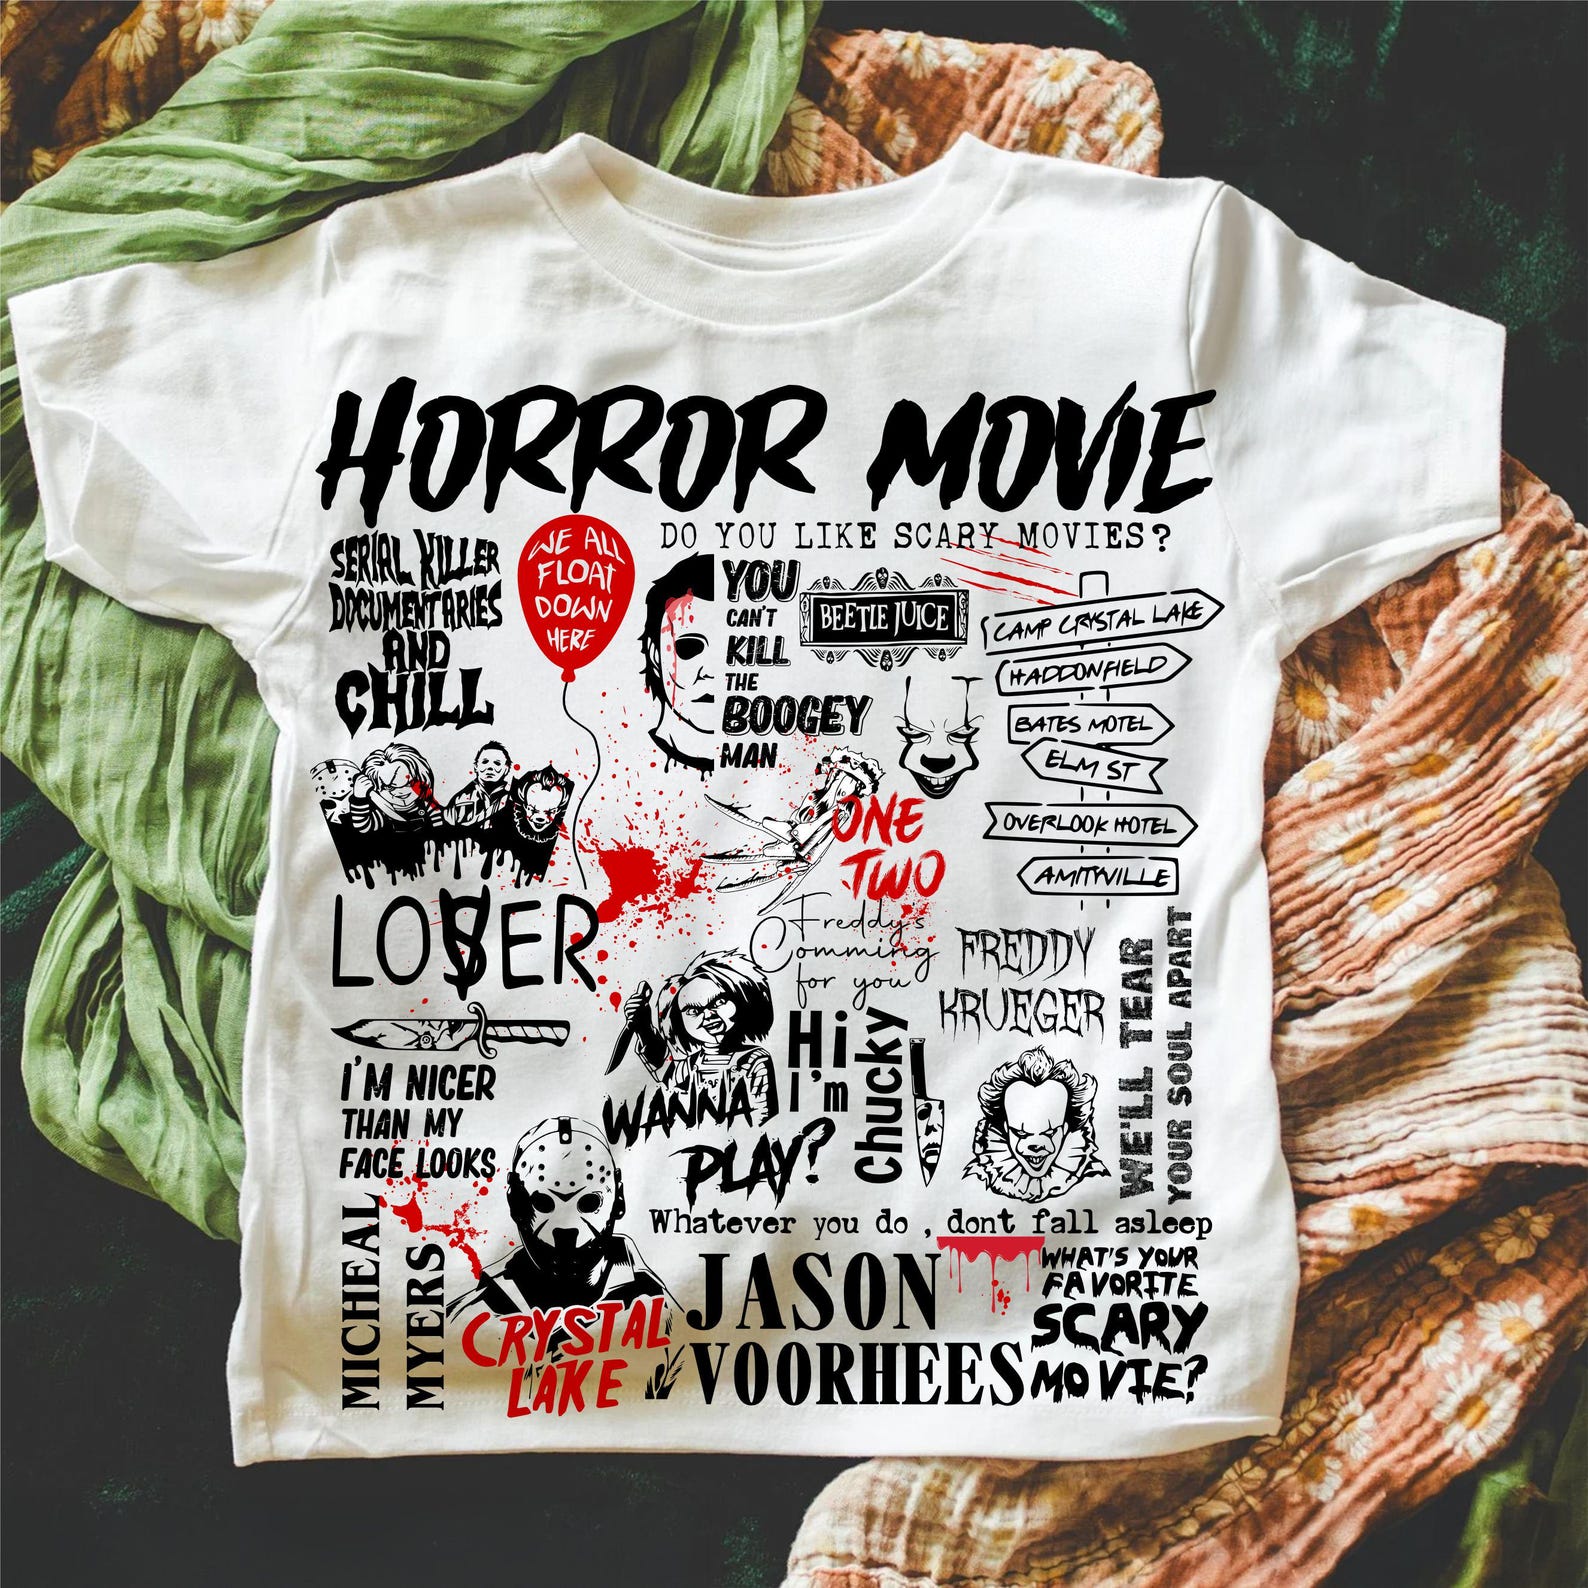 HORROR MOVIE
DO YOU LIKE SCARY MOVIES?
SERIAL KILLER
DOCUMENTARIES
AND
CHILL
WE ALL
FLOAT
DOWN
HERE
YOU
CAN'T
KILL
THE
BOOGEY
MAN
BEETLE JUICE
CAMP CRYSTAL LAKE
HADDONFIELD
BATES MOTEL
ELM ST
OVERLOOK HOTEL
AMITYVILLE
ONE
TWO
Freddy's
Comming
for you
LOSER
FREDDY
KRUEGER
WE'LL TEAR
YOUR SOUL APART
I'M NICER
THAN MY
FACE LOOKS
Hi
I'm
Chucky
WANNA
PLAY?
Whatever you do , dont fall asleep
MICHEAL
MYERS
CRYSTAL
LAKE
JASON
VOORHEES
WHAT'S YOUR
FAVORITE
SCARY
MOVIE?